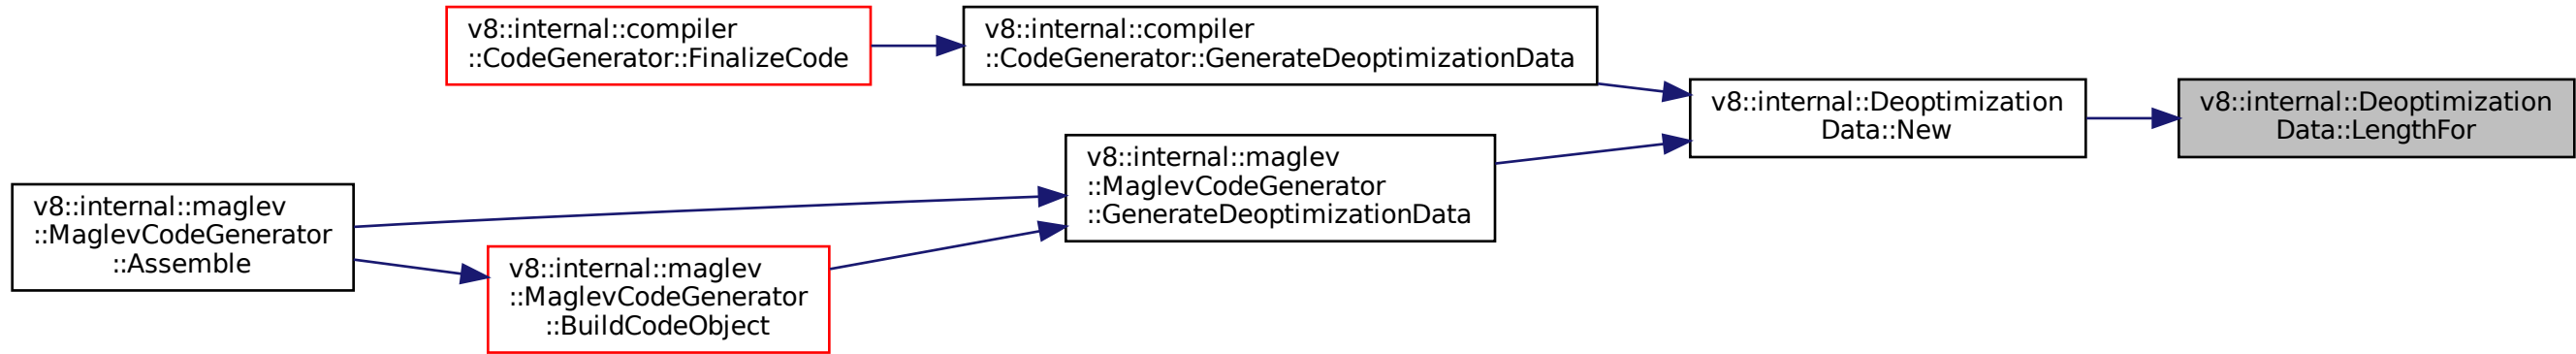 v8::internal::compiler
::CodeGenerator::FinalizeCode
v8::internal::compiler
::CodeGenerator::GenerateDeoptimizationData
v8::internal::Deoptimization
Data::New
v8::internal::Deoptimization
Data::LengthFor
v8::internal::maglev
::MaglevCodeGenerator
::GenerateDeoptimizationData
v8::internal::maglev
::MaglevCodeGenerator
::Assemble
v8::internal::maglev
::MaglevCodeGenerator
::BuildCodeObject